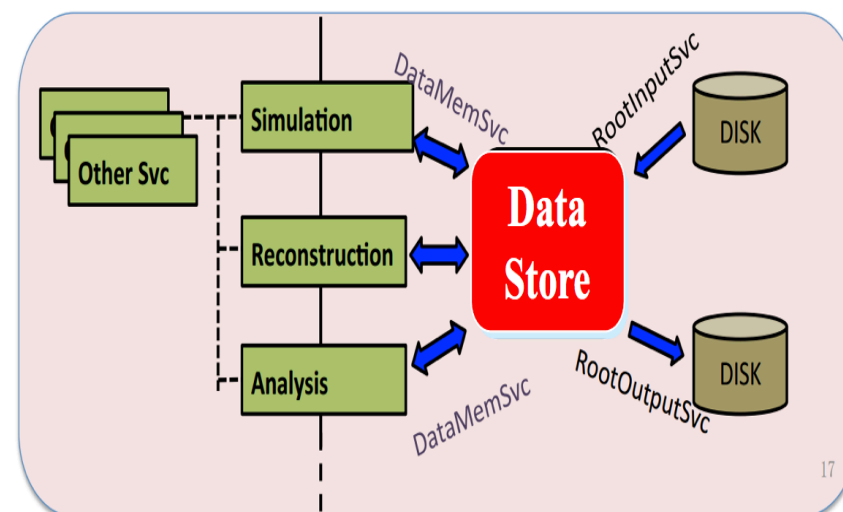 DataMemSvc
RootInputSvc
Simulation
DISK
Other Svc
Data
Store
Reconstruction
Analysis
DISK
RootOutputSvc
DataMemSvc
17